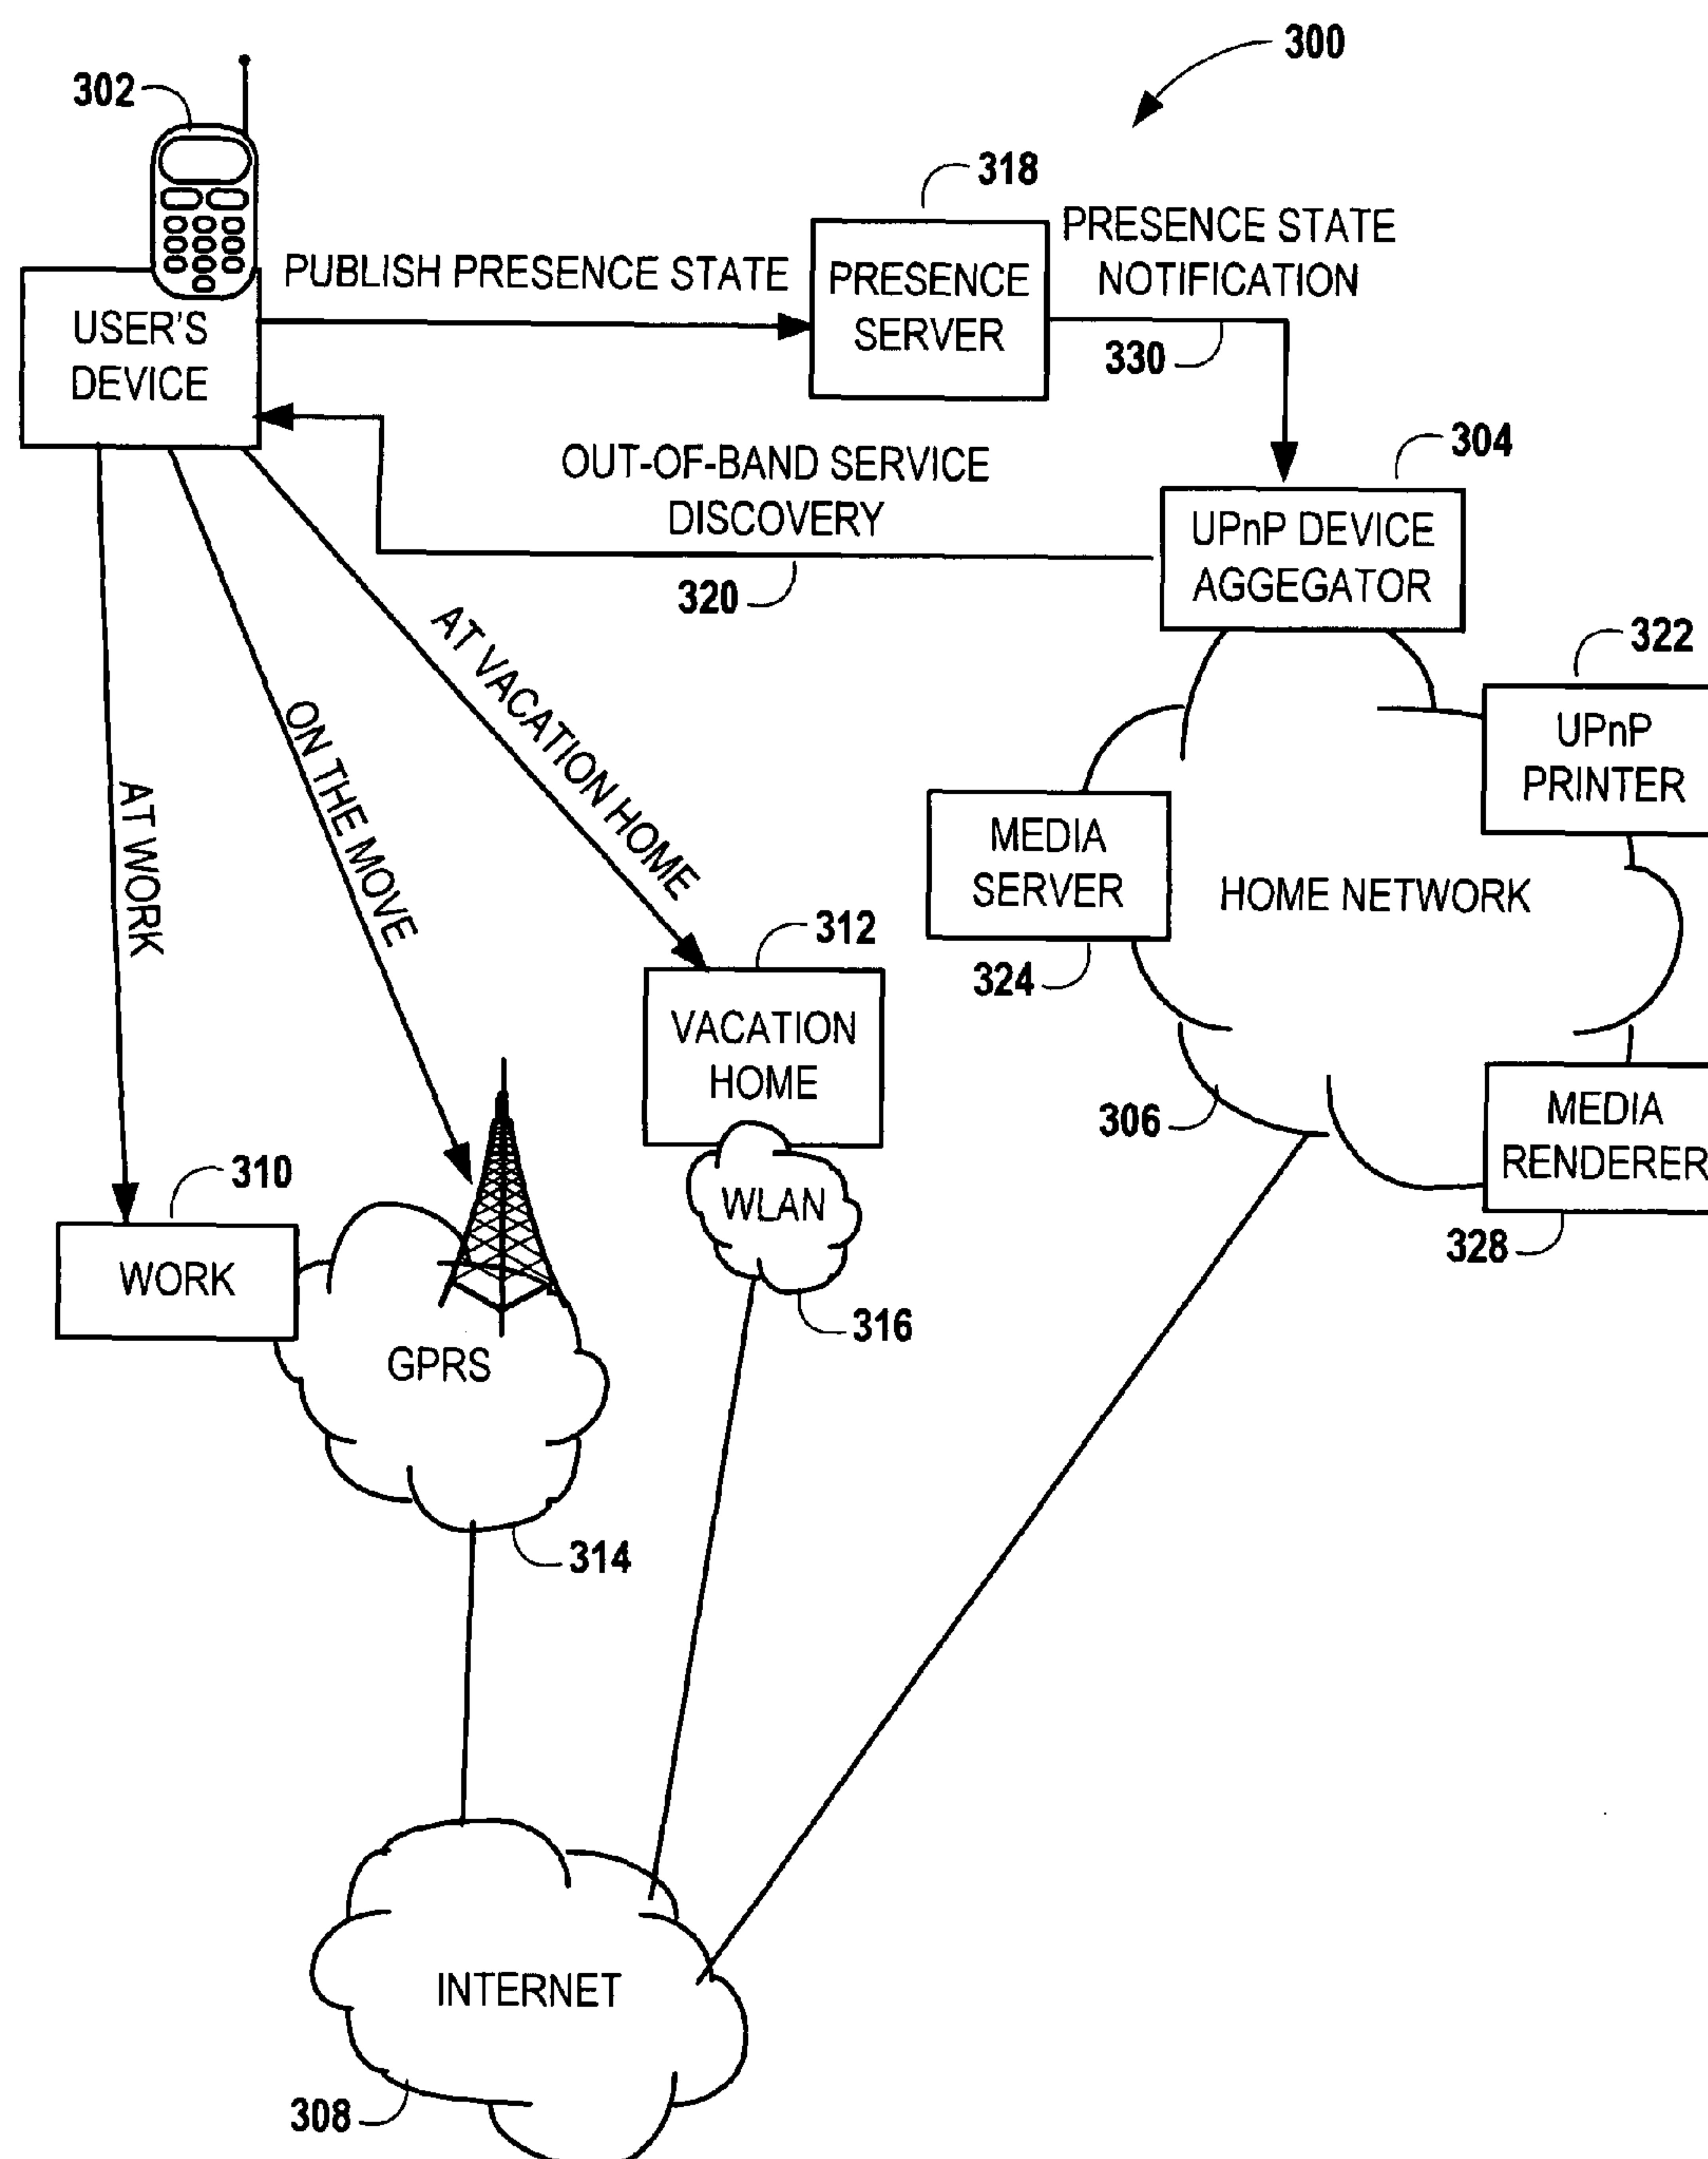 300
302
318
PUBLISH PRESENCE STATE
PRESENCE
SERVER
PRESENCE STATE
NOTIFICATION
330
USER'S
DEVICE
OUT-OF-BAND SERVICE
DISCOVERY
320
304
UPnP DEVICE
AGGEGATOR
322
UPnP
PRINTER
AT WORK
ON THE MOVE
AT VACATION HOME
MEDIA
SERVER
324
HOME NETWORK
312
VACATION
HOME
306
MEDIA
RENDERER
328
310
WORK
WLAN
316
GPRS
314
INTERNET
308